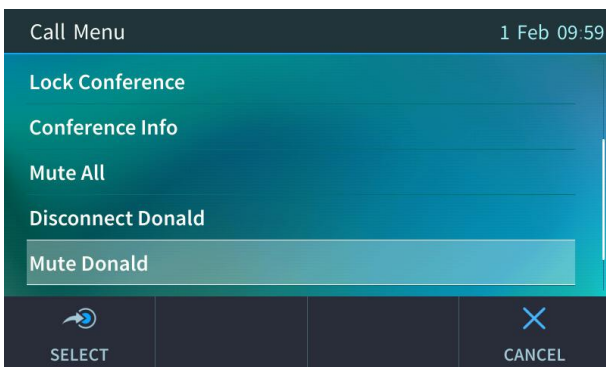 Call Menu 1 Feb 09:59
Lock Conference
Conference Info
Mute All
Disconnect Donald
Mute Donald
SELECT CANCEL